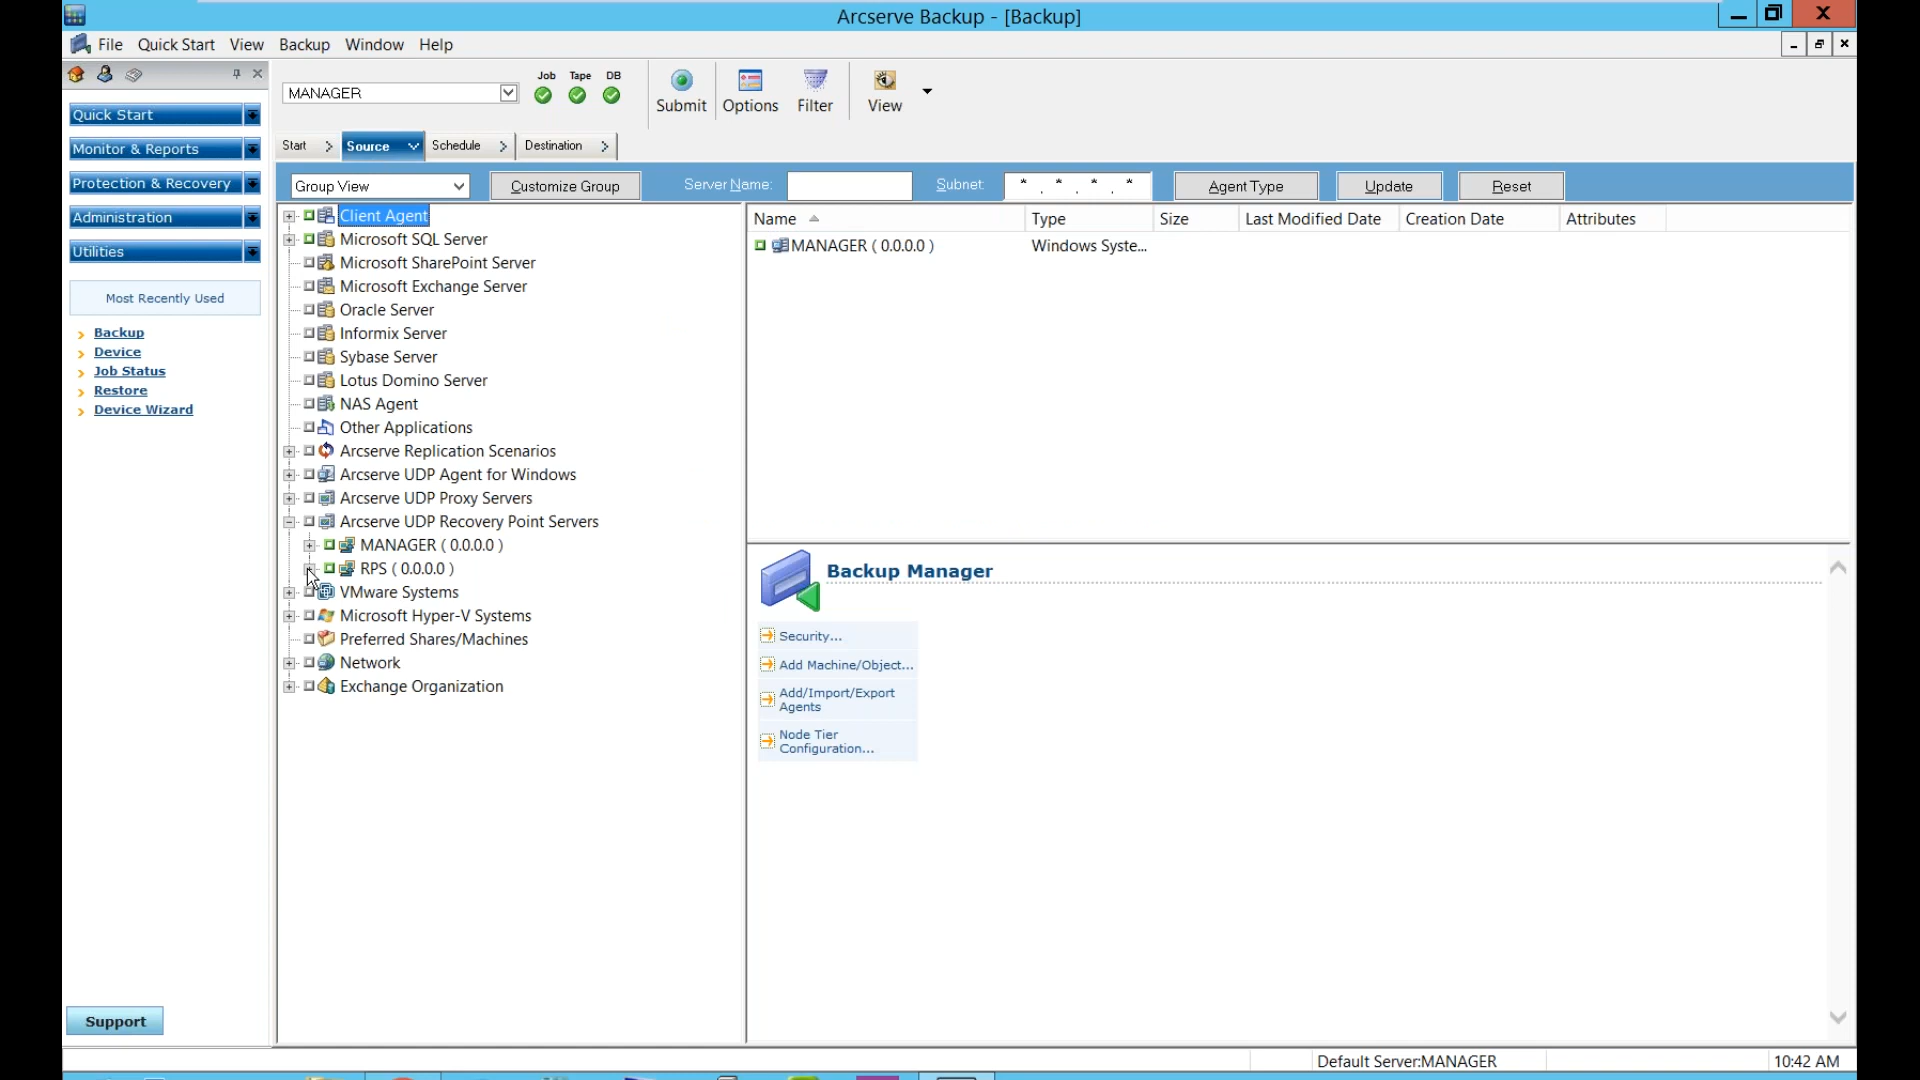 Arcserve Backup - [Backup]
File Quick Start View Backup Window Help
MANAGER
Job Tape DB
Submit Options Filter View
Quick Start
Monitor & Reports
Protection & Recovery
Administration
Utilities
Most Recently Used
Backup
Device
Job Status
Restore
Device Wizard
Support
Start > Source Schedule > Destination >
Group View Customize Group Server Name: Subnet: * . * . * . * Agent Type Update Reset
Client Agent
Microsoft SQL Server
Microsoft SharePoint Server
Microsoft Exchange Server
Oracle Server
Informix Server
Sybase Server
Lotus Domino Server
NAS Agent
Other Applications
Arcserve Replication Scenarios
Arcserve UDP Agent for Windows
Arcserve UDP Proxy Servers
Arcserve UDP Recovery Point Servers
MANAGER ( 0.0.0.0 )
RPS ( 0.0.0.0 )
VMware Systems
Microsoft Hyper-V Systems
Preferred Shares/Machines
Network
Exchange Organization
Name Type Size Last Modified Date Creation Date Attributes
MANAGER ( 0.0.0.0 ) Windows Syste...
Backup Manager
Security...
Add Machine/Object...
Add/Import/Export
Agents
Node Tier
Configuration...
Default Server:MANAGER 10:42 AM